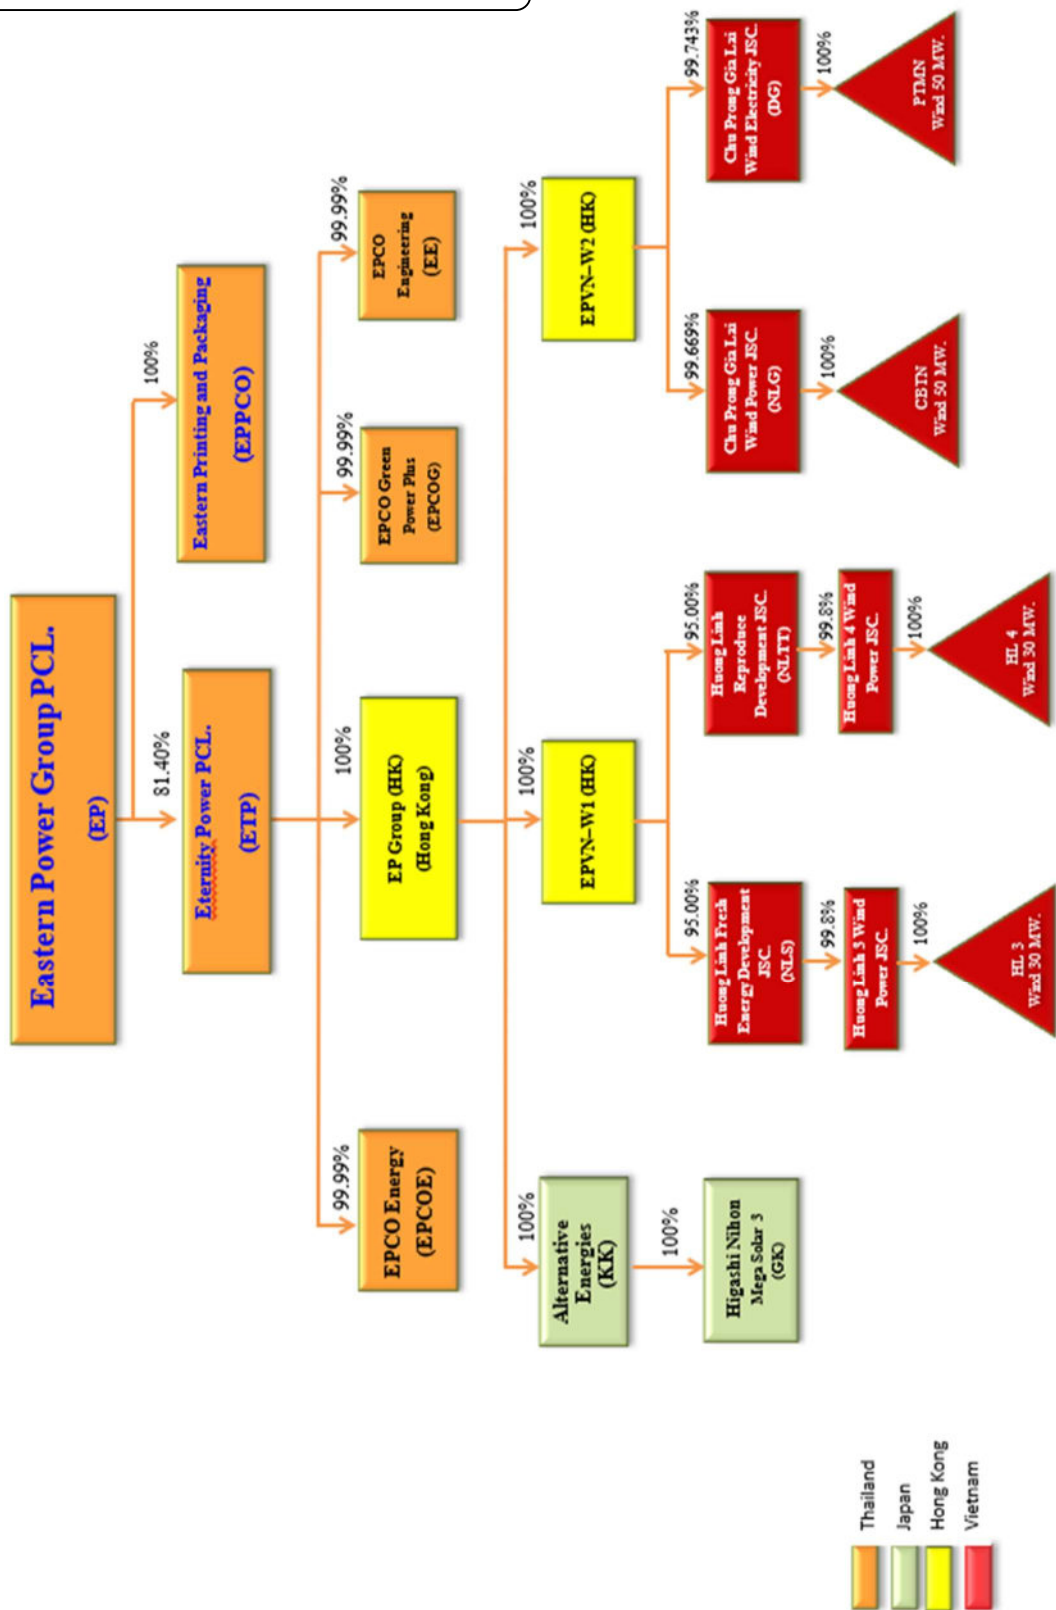 Eastern Power Group PCL.
(EP)
81.40%
100%
Eternity Power PCL.
(ETP)
Eastern Printing and Packaging
(EPPCO)
99.99%
100%
99.99%
99.99%
EPCO Energy
(EPCOE)
EP Group (HK)
(Hong Kong)
EPCO Green
Power Plus
(EPCOG)
EPCO
Engineering
(EE)
100%
100%
100%
Alternative
Energies
(KK)
EPVN–W1 (HK)
EPVN–W2 (HK)
100%
95.00%
95.00%
99.669%
99.743%
Higashi Nihon
Mega Solar 3
(GK)
Huong Linh Fresh
Energy Development
JSC.
(NLS)
Huong Linh
Reproduce
Development JSC.
(NLTT)
Chu Prong Gia Lai
Wind Power JSC.
(NLG)
Chu Prong Gia Lai
Wind Electricity JSC.
(DG)
99.8%
99.8%
100%
100%
Huong Linh 3 Wind
Power JSC.
Huong Linh 4 Wind
Power JSC.
100%
100%
HL 3
Wind 30 MW.
HL 4
Wind 30 MW.
CBTN
Wind 50 MW.
PTMN
Wind 50 MW.
Thailand
Japan
Hong Kong
Vietnam